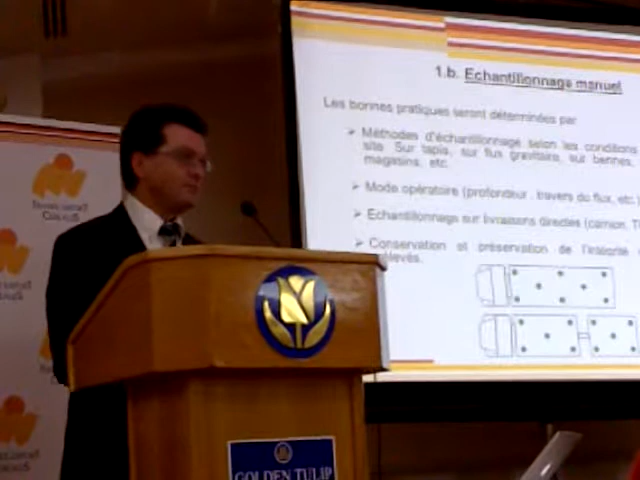 1.b. Echantillonnage manuel
Les bonnes pratiques seront déterminées par
➢ Méthodes d'échantillonnage selon les conditions
site. Sur tapis, sur flux gravitaire, sur bennes,
magasins, etc.
➢ Mode opératoire (profondeur, travers du flux, etc.)
➢ Echantillonnage sur livraisons directes (camion,
➢ Conservation et préservation de l'intégrité
GOLDEN TULIP